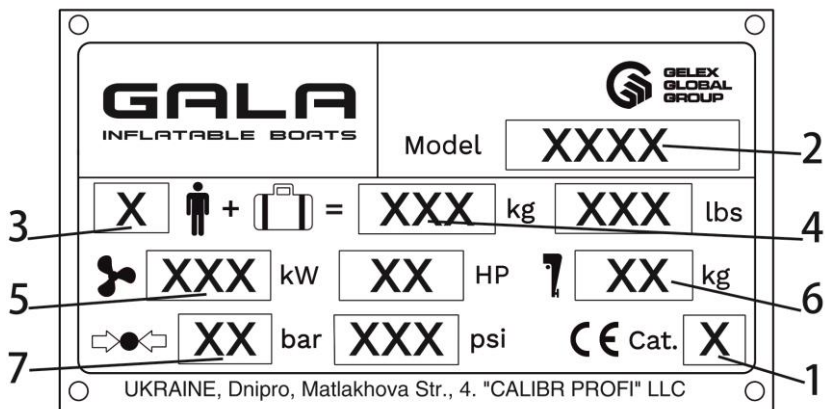 GALA
INFLATABLE BOATS
GELEX
GLOBAL
GROUP
Model XXXX 2
3 X + = XXX kg XXX lbs 4
5 XXX kW XX HP XX kg 6
7 XX bar XXX psi CE Cat. X 1
UKRAINE, Dnipro, Matlakhova Str., 4. "CALIBR PROFI" LLC